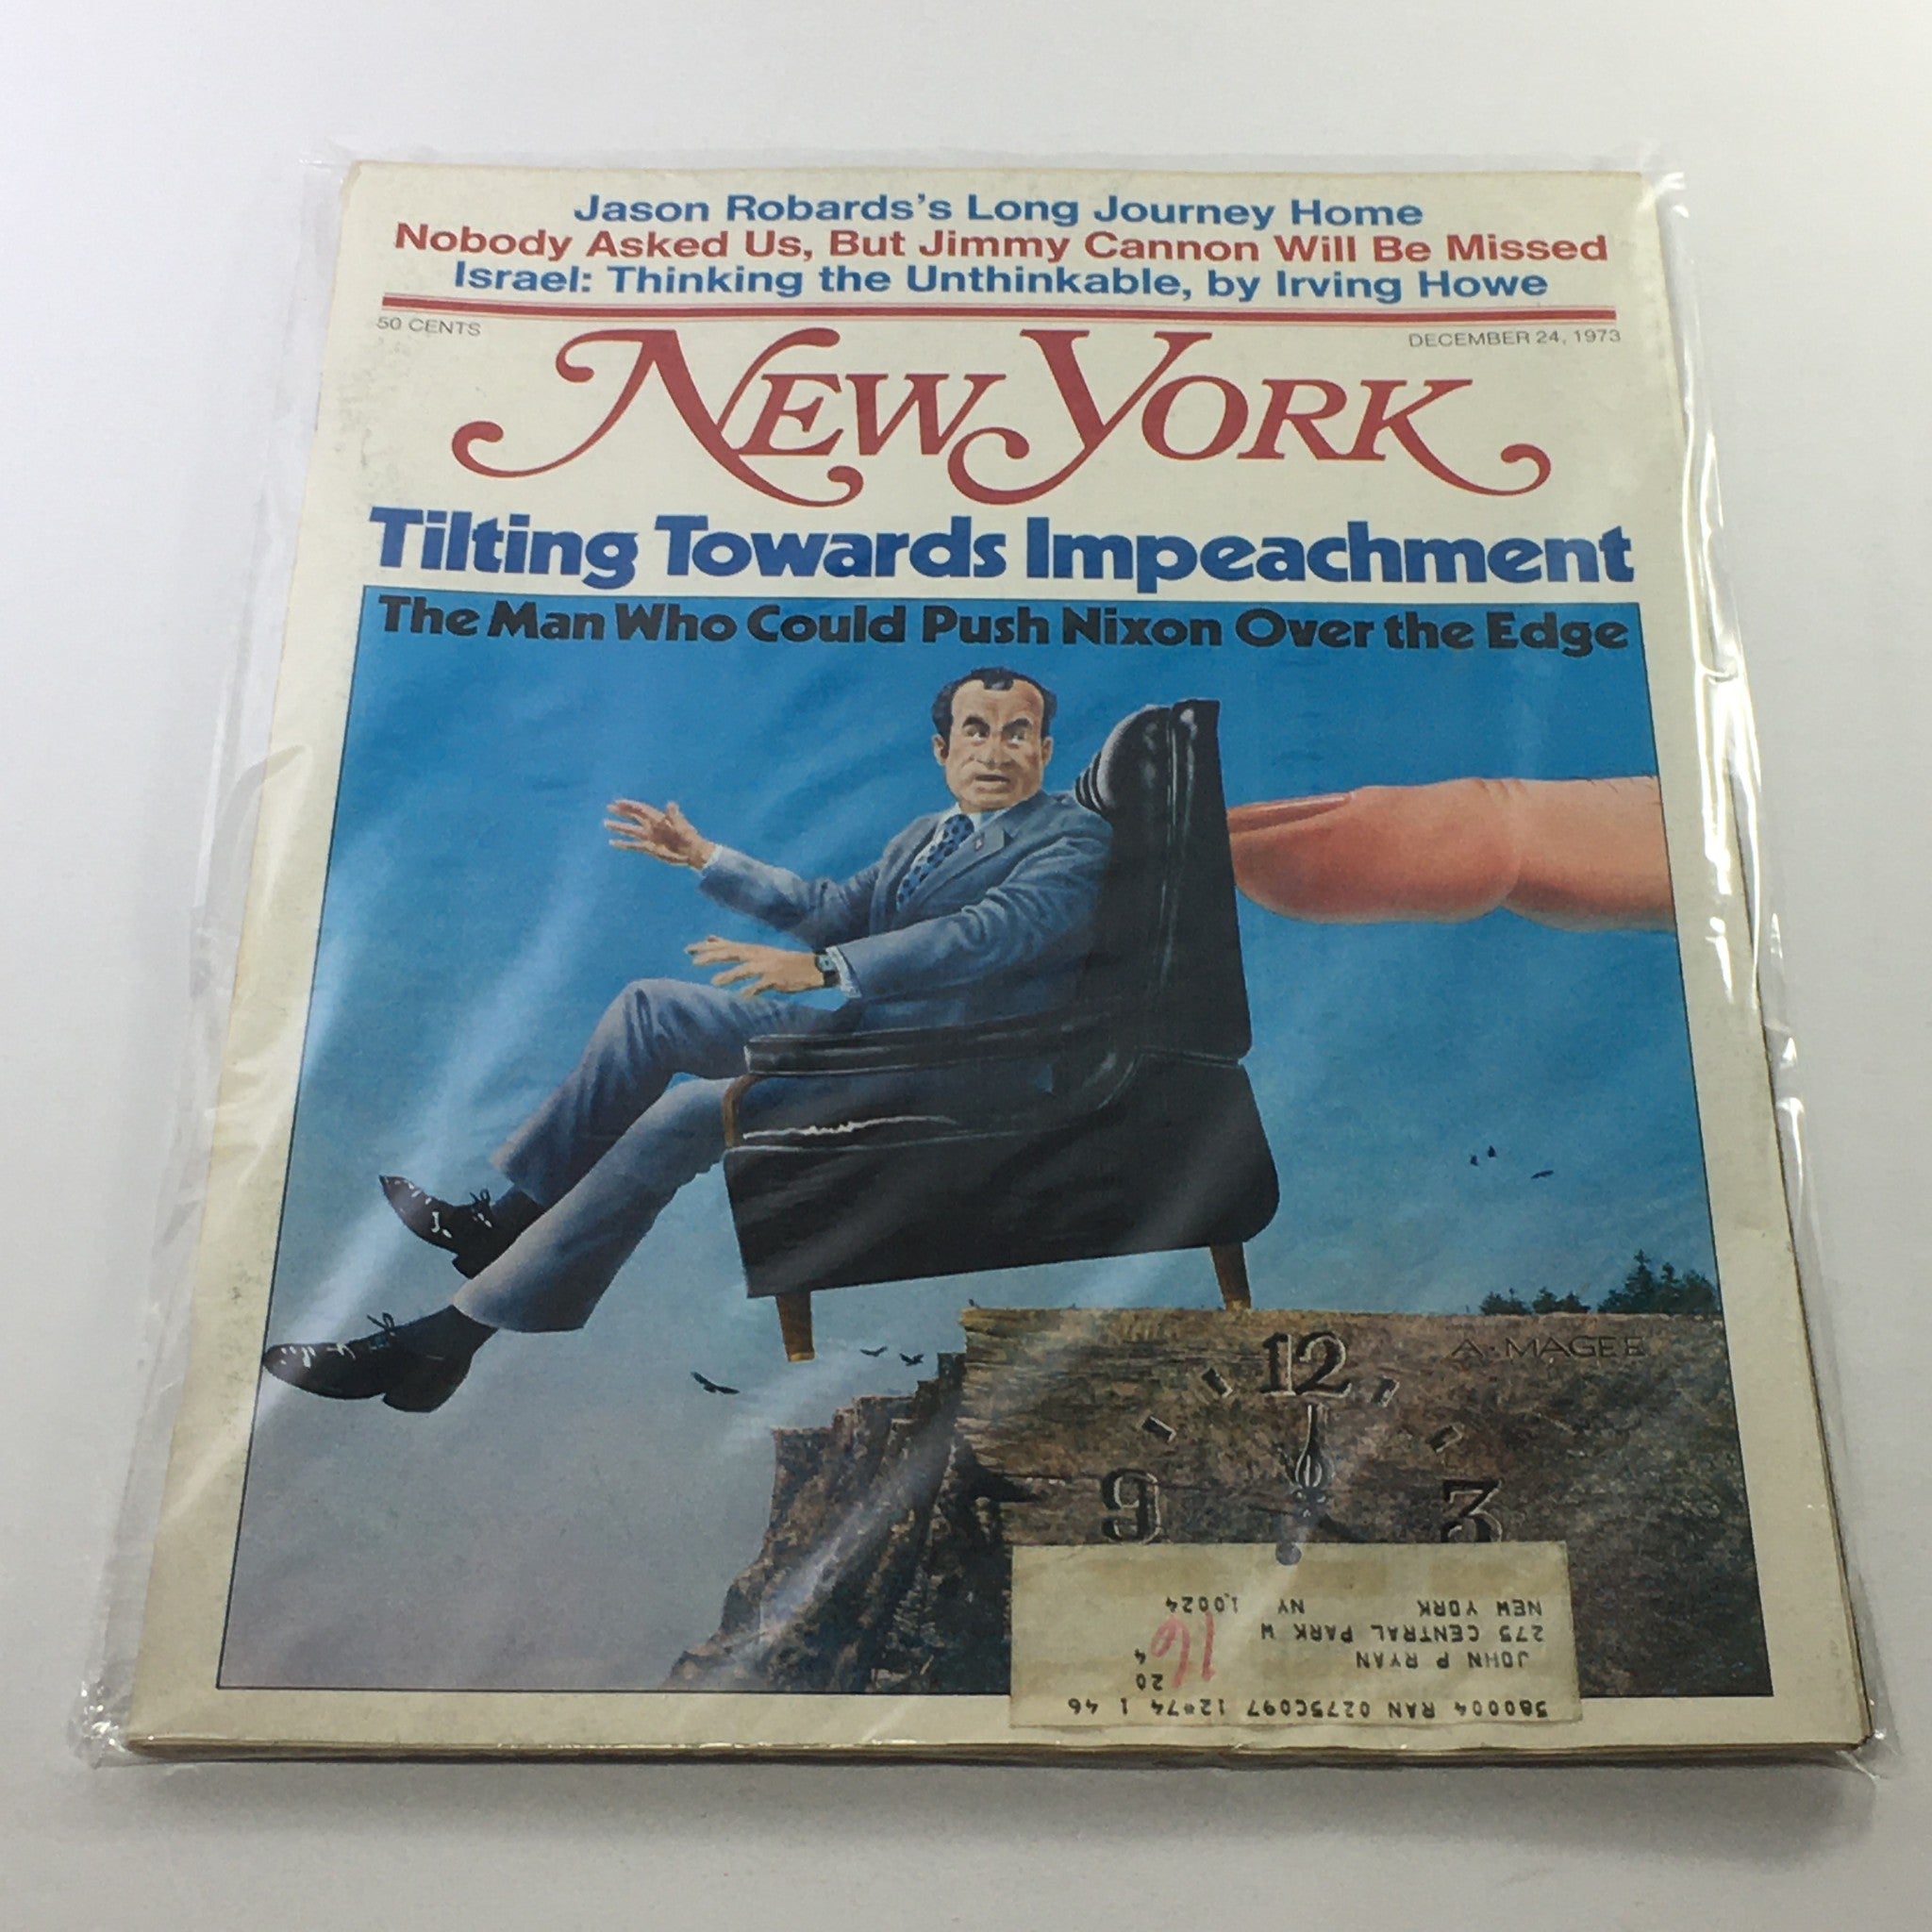 Jason Robards's Long Journey Home
Nobody Asked Us, But Jimmy Cannon Will Be Missed
Israel: Thinking the Unthinkable, by Irving Howe
50 CENTS
DECEMBER 24, 1973
NEW YORK
Tilting Towards Impeachment
The Man Who Could Push Nixon Over the Edge
A·MAGEE
12
9 3
580004 RAN 0275C097 12*74 1 46
20
4
JOHN P RYAN
16
275 CENTRAL PARK W
NEW YORK NY 10024